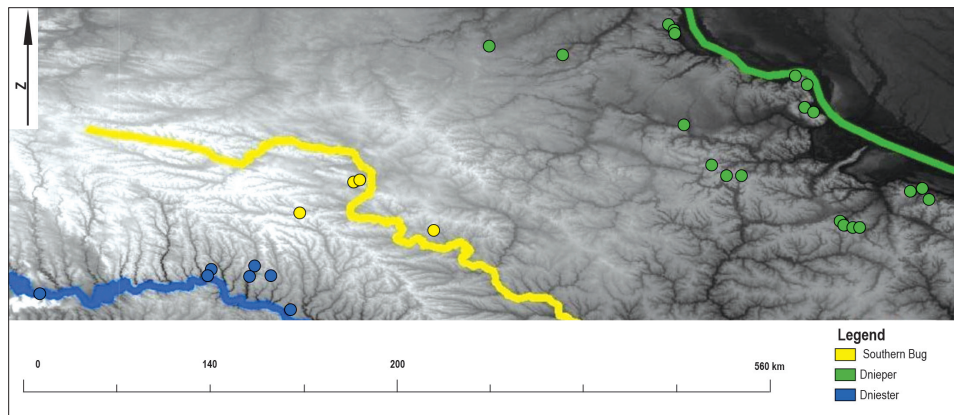 N
0 140 200 560 km
Legend
Southern Bug
Dnieper
Dniester